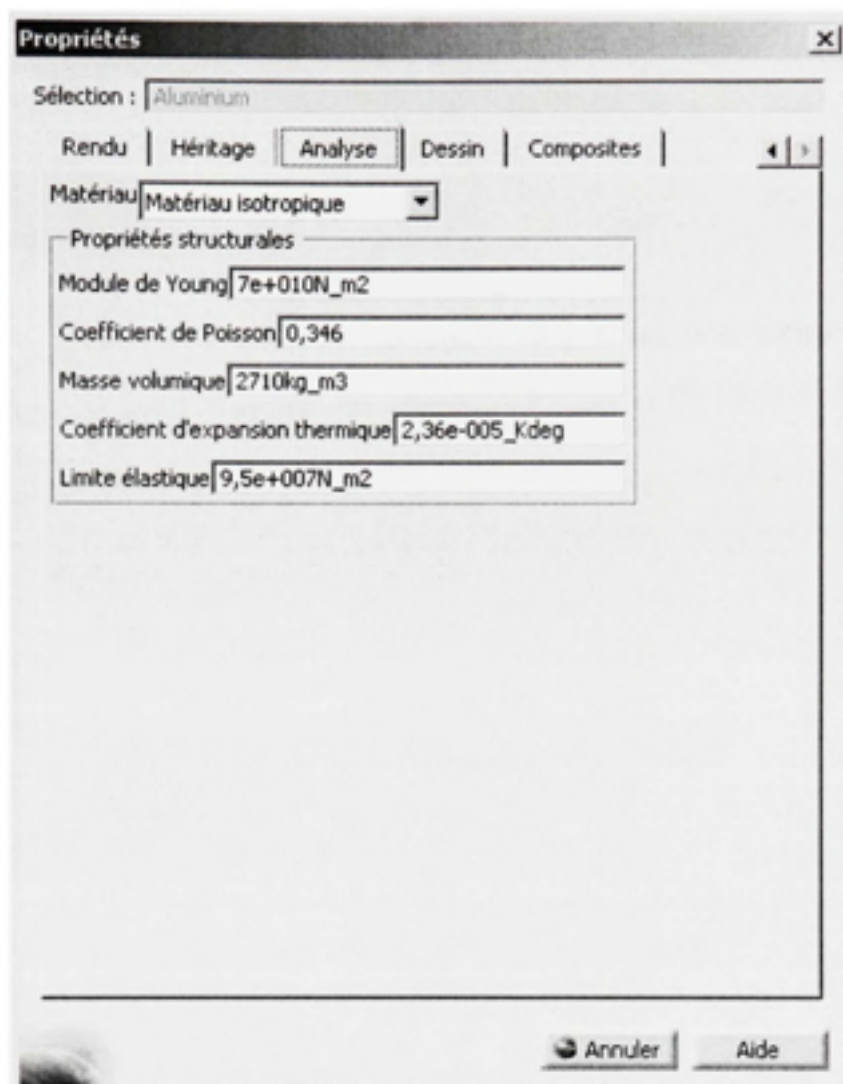 Propriétés
Sélection : Aluminium
Rendu Héritage Analyse Dessin Composites
Matériau Matériau isotropique
Propriétés structurales
Module de Young 7e+010N_m2
Coefficient de Poisson 0,346
Masse volumique 2710kg_m3
Coefficient d'expansion thermique 2,36e-005_Kdeg
Limite élastique 9,5e+007N_m2
Annuler Aide